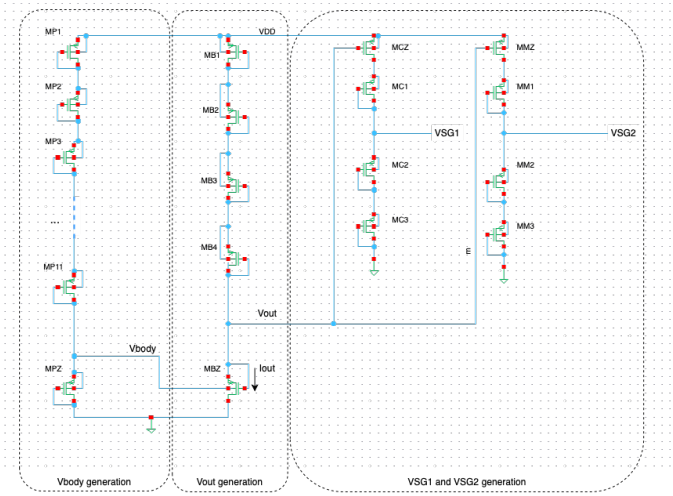 MP1
MP2
MP3
...
MP11
Vbody
MPZ
Vbody generation
VDD
MB1
MB2
MB3
MB4
Vout
MBZ
Iout
Vout generation
MCZ
MC1
VSG1
MC2
MC3
E
MMZ
MM1
VSG2
MM2
MM3
VSG1 and VSG2 generation